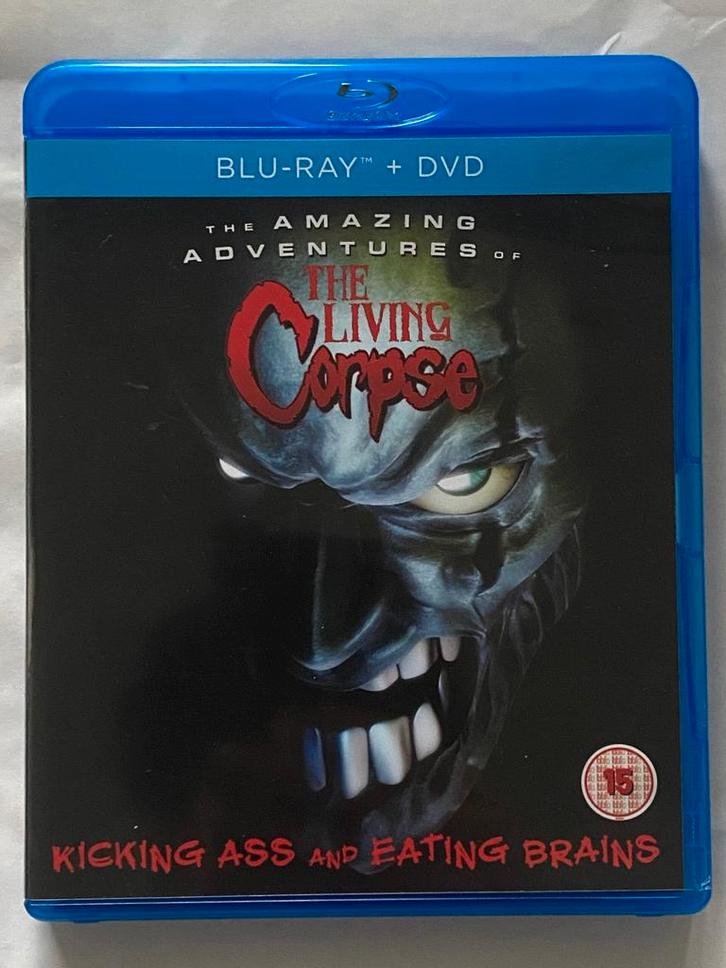 BLU-RAY™ + DVD
THE AMAZING
ADVENTURES OF
THE
LIVING
Corpse
15
KICKING ASS AND EATING BRAINS